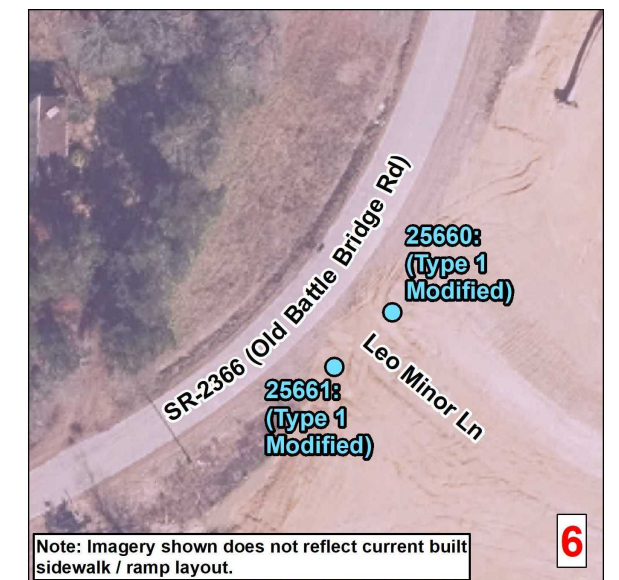 25660:
(Type 1
Modified)
SR-2366 (Old Battle Bridge Rd)
Leo Minor Ln
25661:
(Type 1
Modified)
Note: Imagery shown does not reflect current built
sidewalk / ramp layout.
6